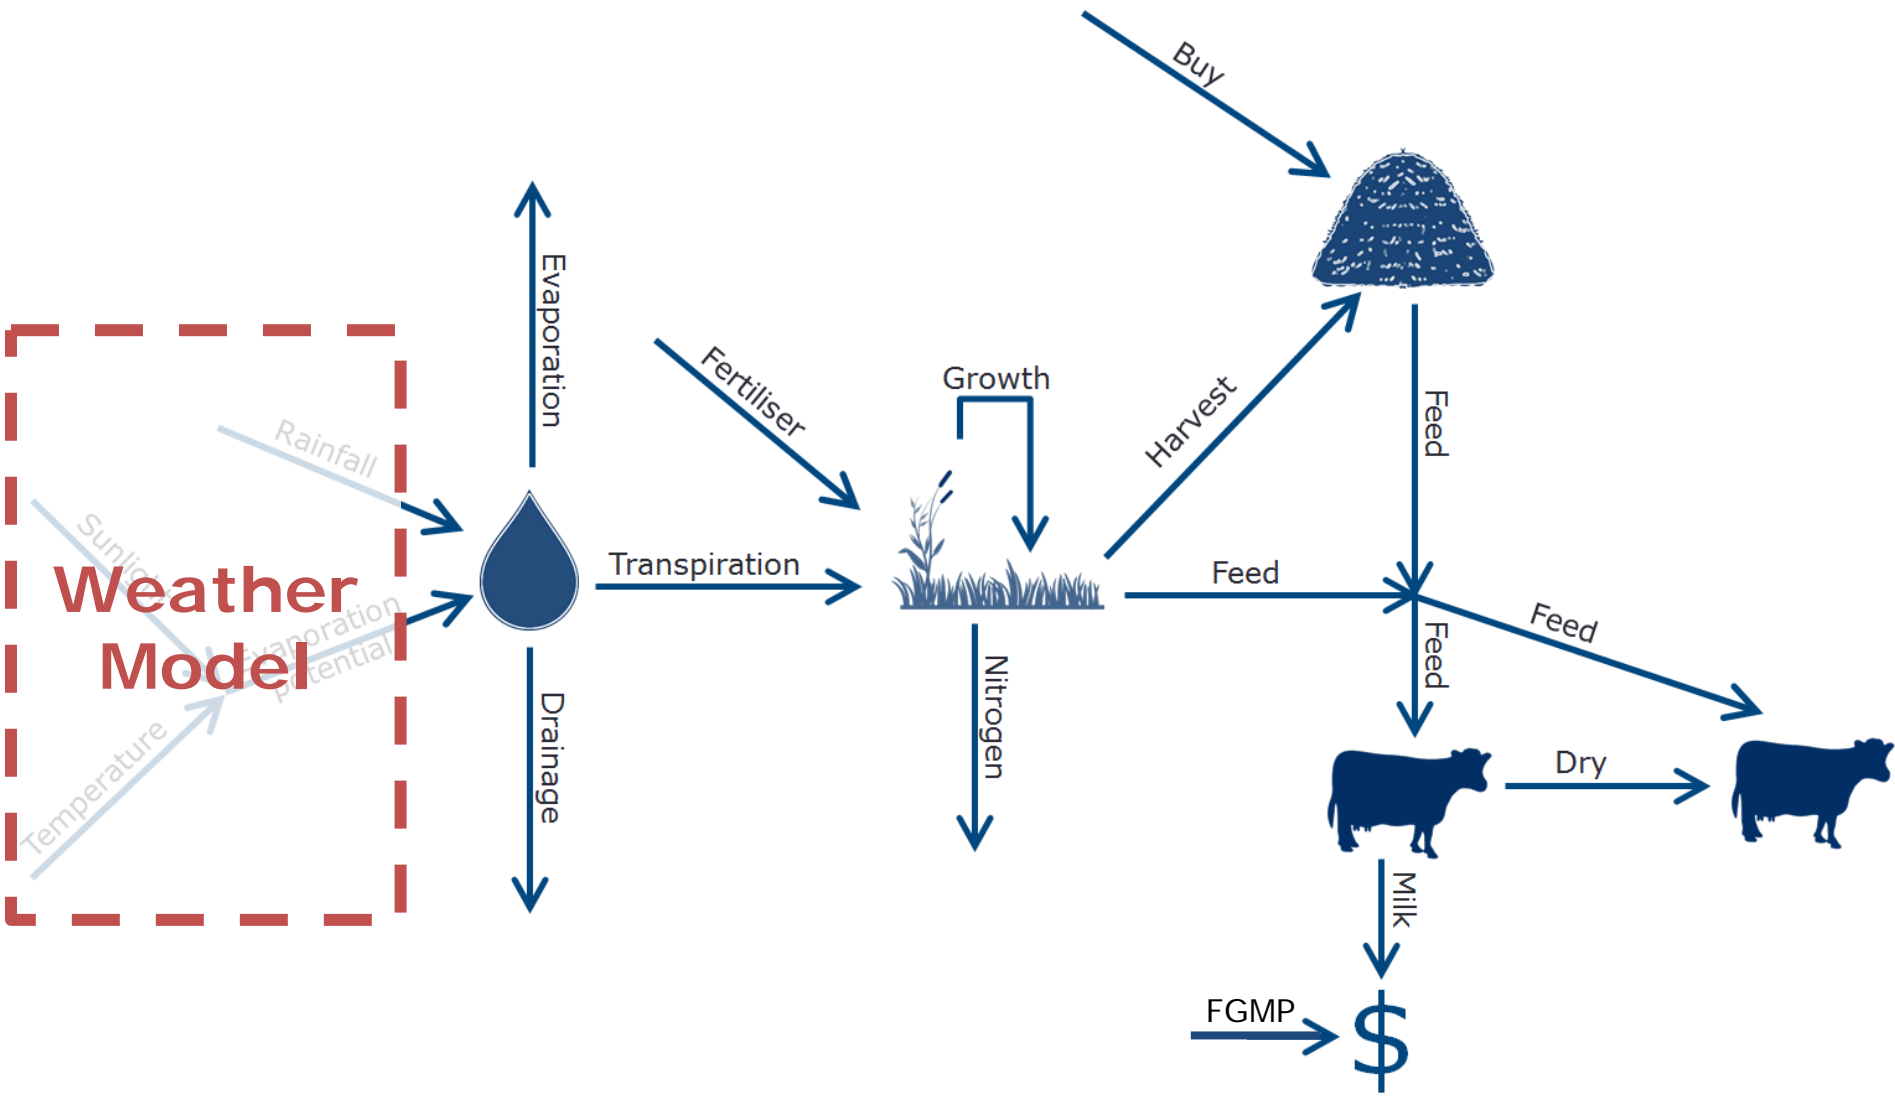 Buy
Evaporation
Fertiliser
Growth
Harvest
Feed
Rainfall
Sunlight
Weather
Model
Evaporation
potential
Temperature
Transpiration
Feed
Feed
Feed
Drainage
Nitrogen
Dry
Milk
FGMP
$